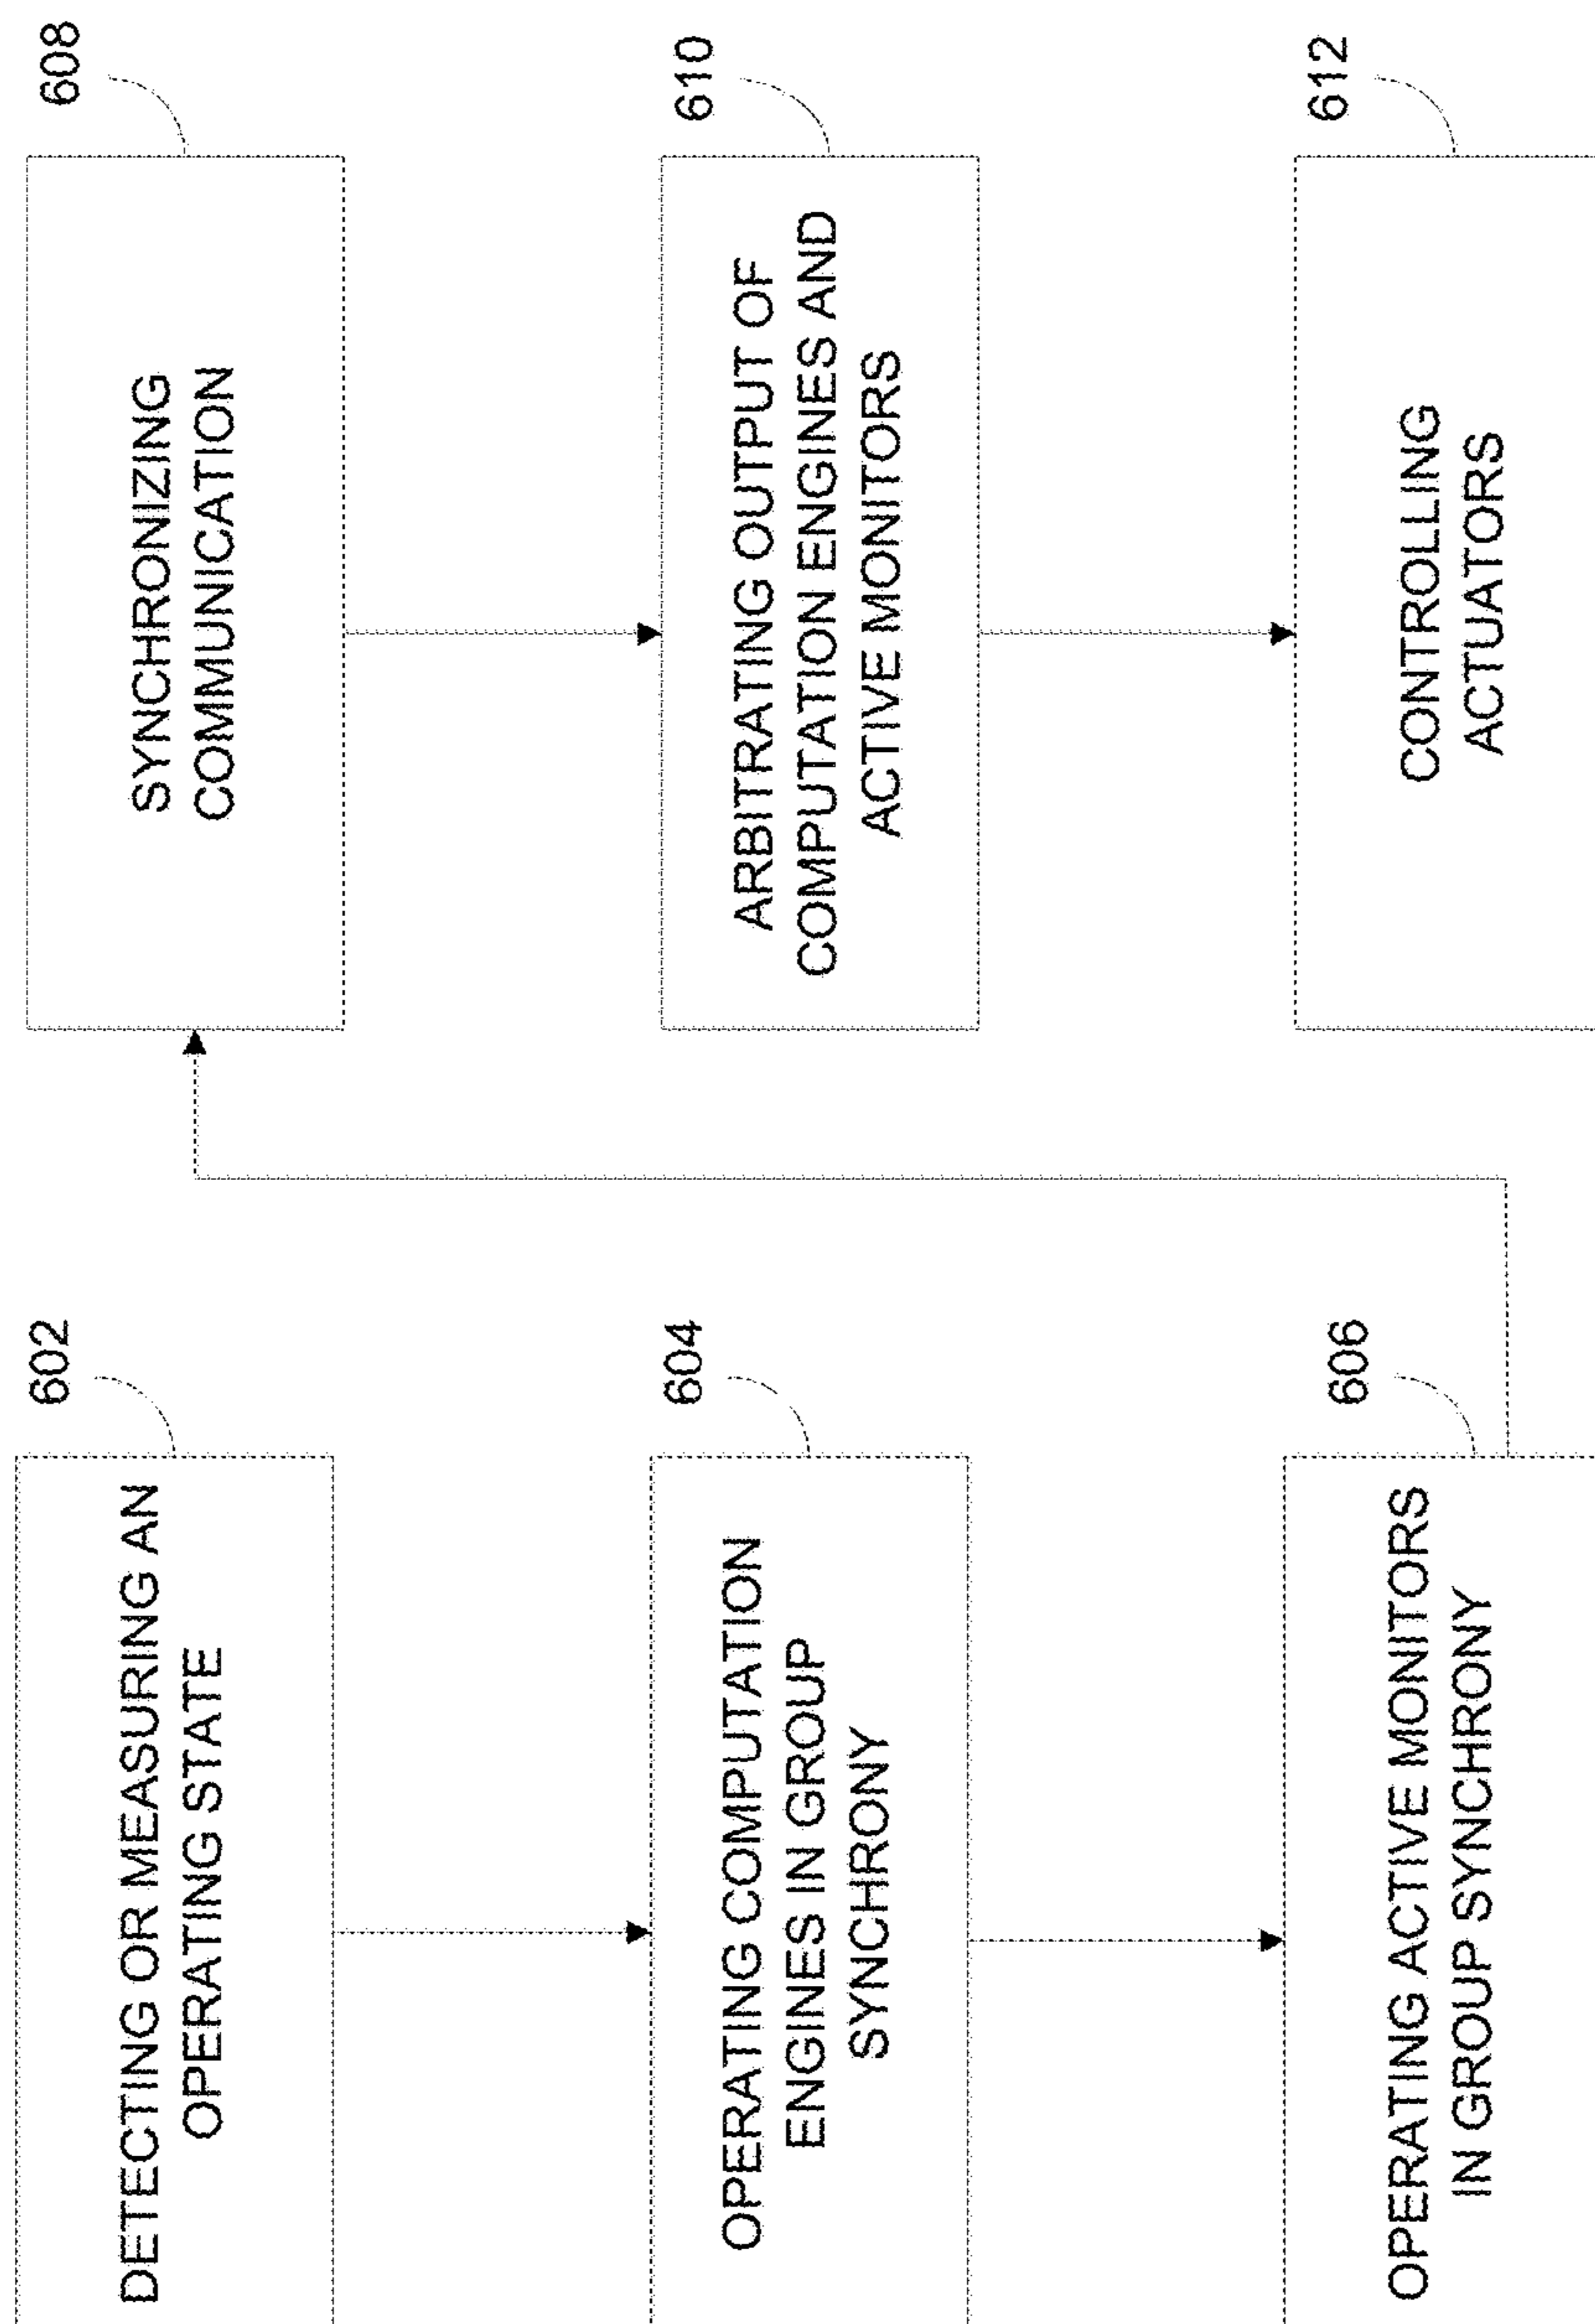 602
DETECTING OR MEASURING AN
OPERATING STATE
604
OPERATING COMPUTATION
ENGINES IN GROUP
SYNCHRONY
606
OPERATING ACTIVE MONITORS
IN GROUP SYNCHRONY
608
SYNCHRONIZING
COMMUNICATION
610
ARBITRATING OUTPUT OF
COMPUTATION ENGINES AND
ACTIVE MONITORS
612
CONTROLLING
ACTUATORS